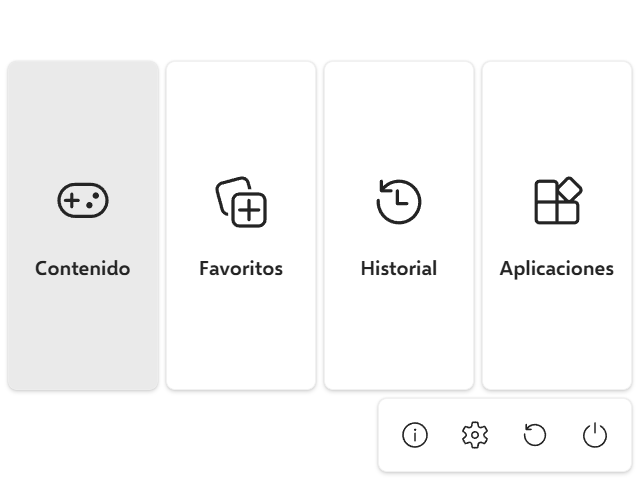 Contenido
Favoritos
Historial
Aplicaciones